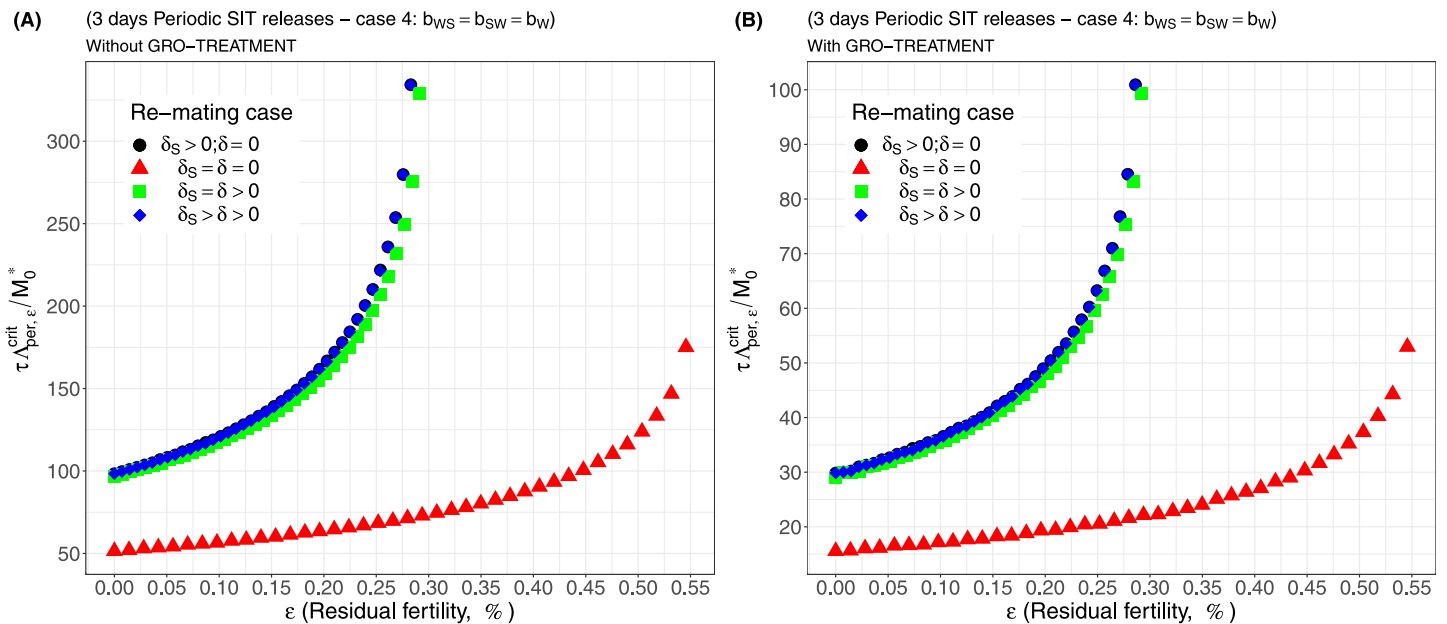 (A)
(3 days Periodic SIT releases – case 4: b_WS = b_SW = b_W)
Without GRO−TREATMENT
Re−mating case
δ_S > 0; δ = 0
δ_S = δ = 0
δ_S = δ > 0
δ_S > δ > 0
300
250
200
150
100
50
τ Λ^crit_per, ε / M*_0
0.00 0.05 0.10 0.15 0.20 0.25 0.30 0.35 0.40 0.45 0.50 0.55
ε (Residual fertility, % )
(B)
(3 days Periodic SIT releases – case 4: b_WS = b_SW = b_W)
With GRO−TREATMENT
Re−mating case
δ_S > 0; δ = 0
δ_S = δ = 0
δ_S = δ > 0
δ_S > δ > 0
100
90
80
70
60
50
40
30
20
τ Λ^crit_per, ε / M*_0
0.00 0.05 0.10 0.15 0.20 0.25 0.30 0.35 0.40 0.45 0.50 0.55
ε (Residual fertility, % )